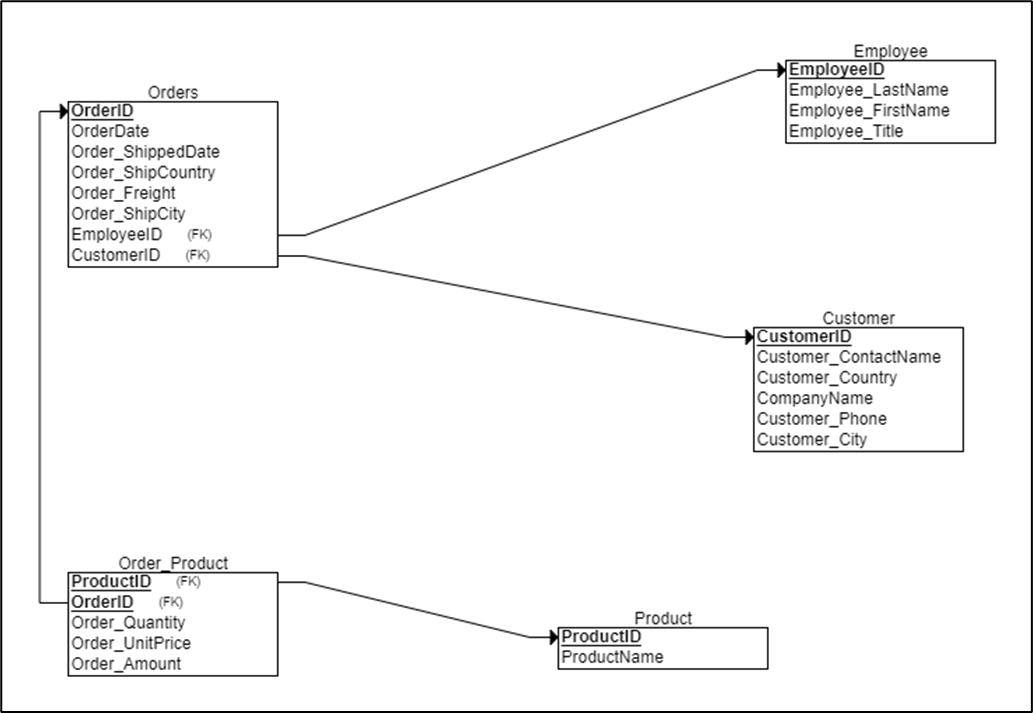 Employee
EmployeeID
Employee_LastName
Employee_FirstName
Employee_Title
Orders
OrderID
OrderDate
Order_ShippedDate
Order_ShipCountry
Order_Freight
Order_ShipCity
EmployeeID (FK)
CustomerID (FK)
Customer
CustomerID
Customer_ContactName
Customer_Country
CompanyName
Customer_Phone
Customer_City
Order_Product
ProductID (FK)
OrderID (FK)
Order_Quantity
Order_UnitPrice
Order_Amount
Product
ProductID
ProductName